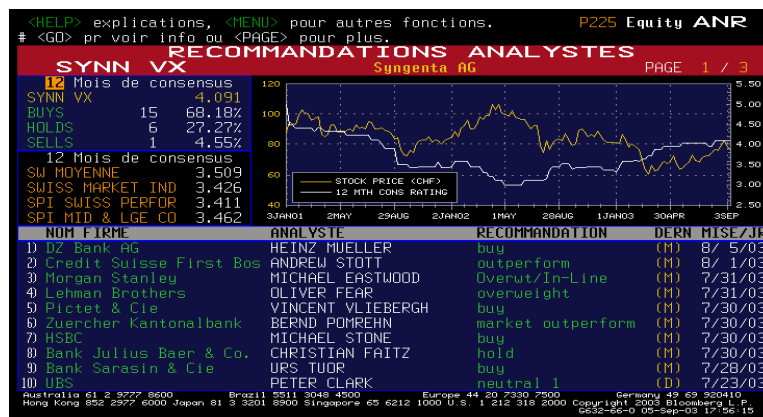 <HELP> explications, <MENU> pour autres fonctions. P225 Equity ANR
# <GO> pr voir info ou <PAGE> pour plus.
RECOMMANDATIONS ANALYSTES
SYNN VX Syngenta AG PAGE 1 / 3
12 Mois de consensus
SYNN VX 4.091
BUYS 15 68.18%
HOLDS 6 27.27%
SELLS 1 4.55%
12 Mois de consensus
SW MOYENNE 3.509
SWISS MARKET IND 3.426
SPI SWISS PERFOR 3.411
SPI MID & LGE CO 3.462
120
100
80
60
40
5.50
5.00
4.50
4.00
3.50
3.00
2.50
STOCK PRICE (CHF)
12 MTH CONS RATING
3JAN01 2MAY 29AUG 2JAN02 1MAY 28AUG 1JAN03 30APR 3SEP
NOM FIRME ANALYSTE RECOMMANDATION DERN MISE/JR
1) DZ Bank AG HEINZ MUELLER buy (M) 8/ 5/03
2) Credit Suisse First Bos ANDREW STOTT outperform (M) 8/ 1/03
3) Morgan Stanley MICHAEL EASTWOOD Overwt/In-Line (M) 7/31/03
4) Lehman Brothers OLIVER FEAR overweight (M) 7/31/03
5) Pictet & Cie VINCENT VLIEBERGH buy (M) 7/30/03
6) Zuercher Kantonalbank BERND POMREHN market outperform (M) 7/30/03
7) HSBC MICHAEL STONE buy (M) 7/30/03
8) Bank Julius Baer & Co. CHRISTIAN FAITZ hold (M) 7/30/03
9) Bank Sarasin & Cie URS TUOR buy (M) 7/28/03
10) UBS PETER CLARK neutral 1 (D) 7/23/03
Australia 61 2 9777 8600 Brazil 5511 3048 4500 Europe 44 20 7330 7500 Germany 49 69 920410
Hong Kong 852 2977 6000 Japan 81 3 3201 8900 Singapore 65 6212 1000 U.S. 1 212 318 2000 Copyright 2003 Bloomberg L.P.
G632-66-0 05-Sep-03 17:56:15